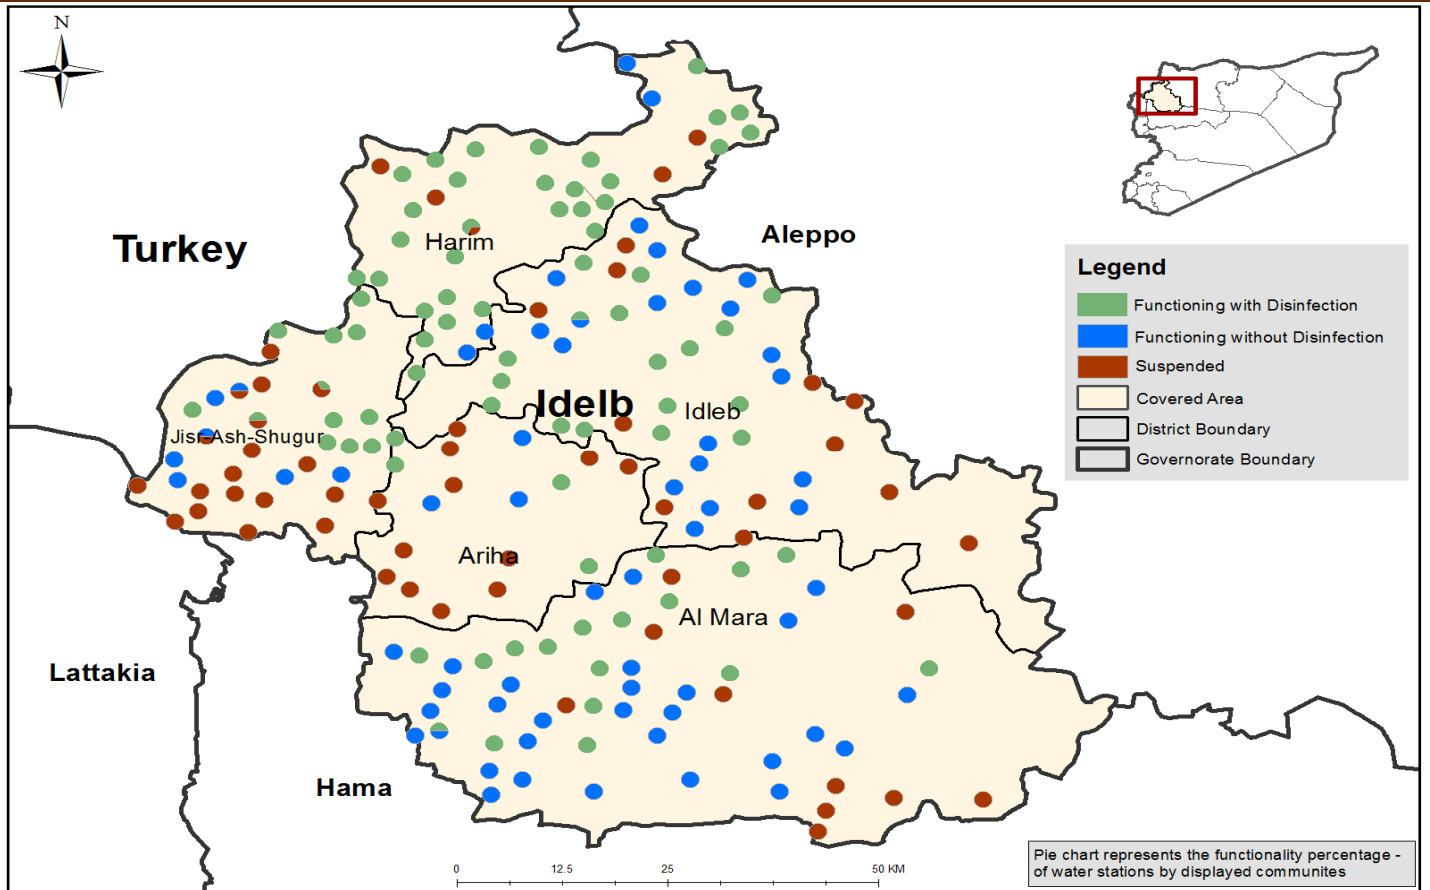 N
Turkey
Harim
Aleppo
Legend
Functioning with Disinfection
Functioning without Disinfection
Suspended
Covered Area
District Boundary
Governorate Boundary
Idelb
Idleb
Jisr-Ash-Shugur
Ariha
Al Mara
Lattakia
Hama
0 12.5 25 50 KM
Pie chart represents the functionality percentage -
of water stations by displayed communites